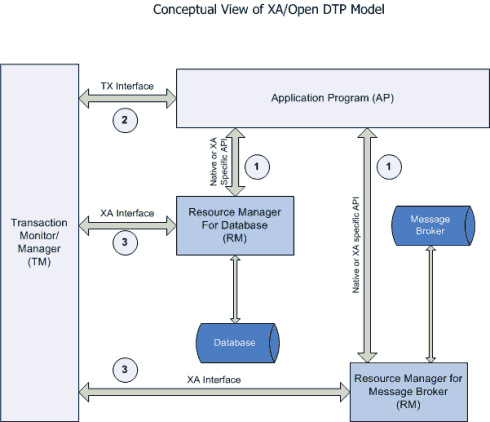 Conceptual View of XA/Open DTP Model
TX Interface
2
Application Program (AP)
Native or XA
Specific API
1
1
Transaction
Monitor/
Manager
(TM)
XA Interface
3
Resource Manager
For Database
(RM)
Native or XA specific API
Message
Broker
Database
3
XA Interface
Resource Manager for
Message Broker
(RM)